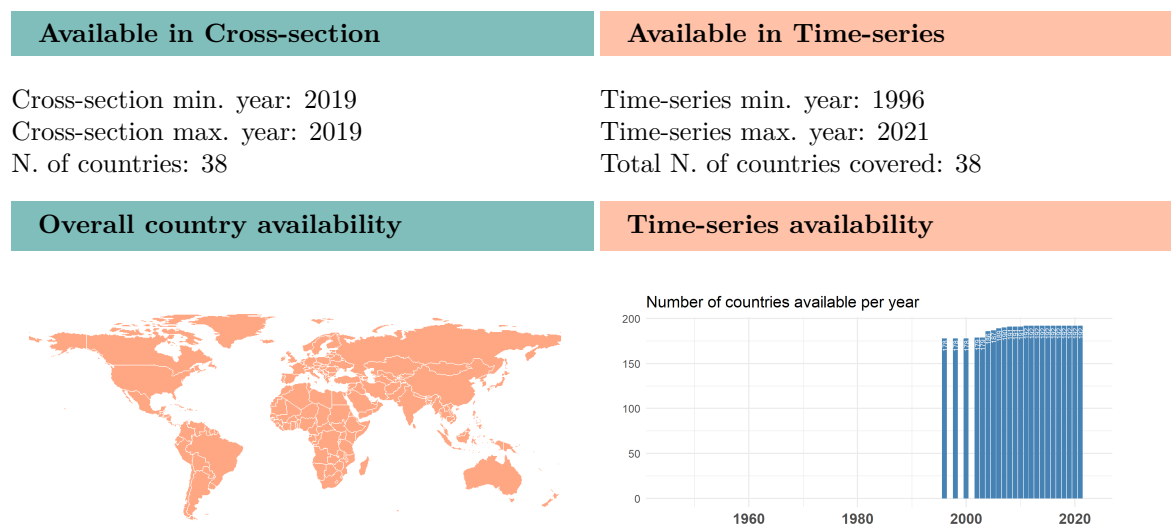 Available in Cross-section
Available in Time-series
Cross-section min. year: 2019
Cross-section max. year: 2019
N. of countries: 38
Time-series min. year: 1996
Time-series max. year: 2021
Total N. of countries covered: 38
Overall country availability
Time-series availability
Number of countries available per year
200
150
100
50
0
1960
1980
2000
2020